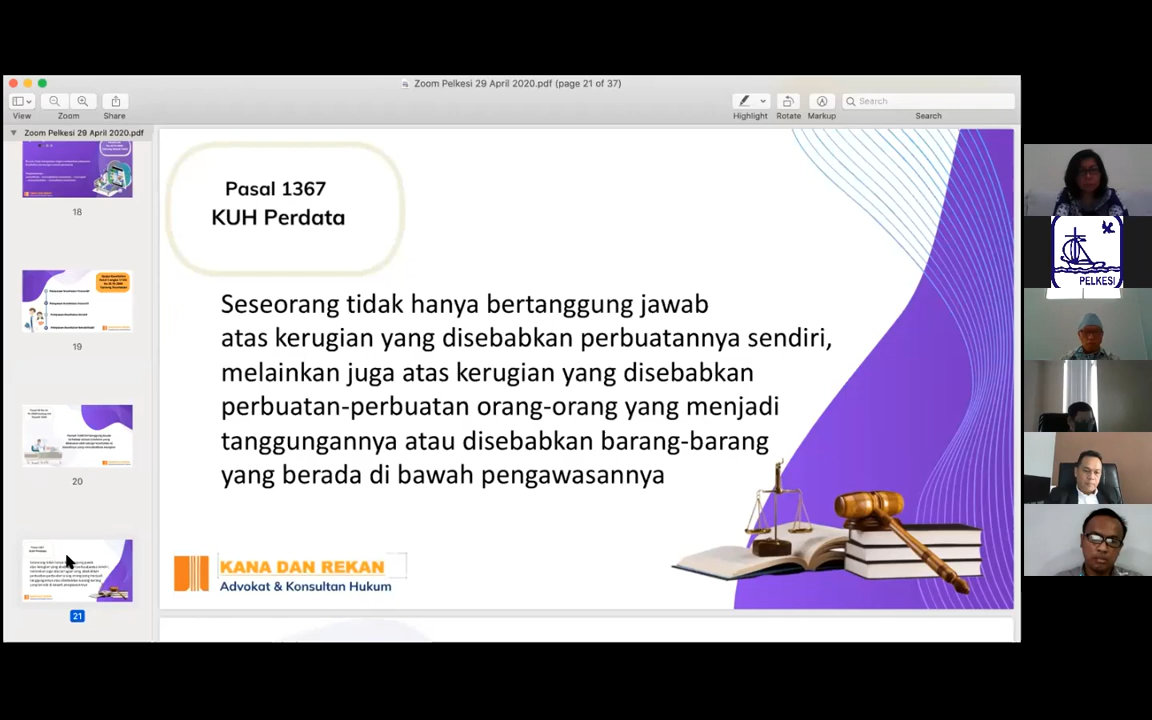 Zoom Pelkesi 29 April 2020.pdf (page 21 of 37)
View
Zoom
Share
Highlight
Rotate
Markup
Search
Search
Zoom Pelkesi 29 April 2020.pdf
18
19
20
21
Pasal 1367
KUH Perdata
Seseorang tidak hanya bertanggung jawab
atas kerugian yang disebabkan perbuatannya sendiri,
melainkan juga atas kerugian yang disebabkan
perbuatan-perbuatan orang-orang yang menjadi
tanggungannya atau disebabkan barang-barang
yang berada di bawah pengawasannya
KANA DAN REKAN
Advokat & Konsultan Hukum
PELKESI